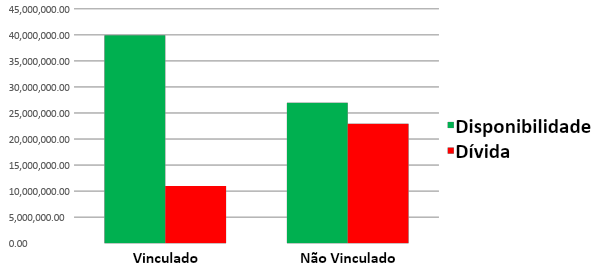 45,000,000.00
40,000,000.00
35,000,000.00
30,000,000.00
25,000,000.00
20,000,000.00
15,000,000.00
10,000,000.00
5,000,000.00
0.00
Vinculado
Não Vinculado
Disponibilidade
Dívida